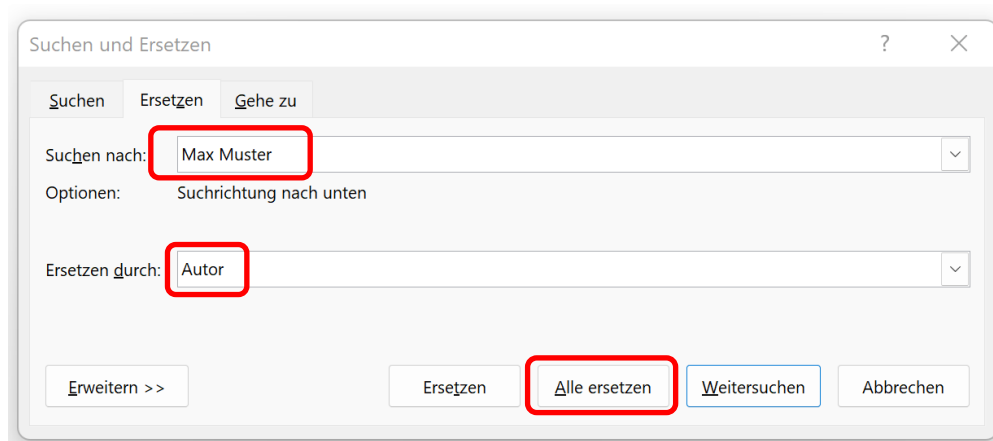 Suchen und Ersetzen ?
Suchen Ersetzen Gehe zu
Suchen nach: Max Muster
Optionen: Suchrichtung nach unten
Ersetzen durch: Autor
Erweitern >> Ersetzen Alle ersetzen Weitersuchen Abbrechen